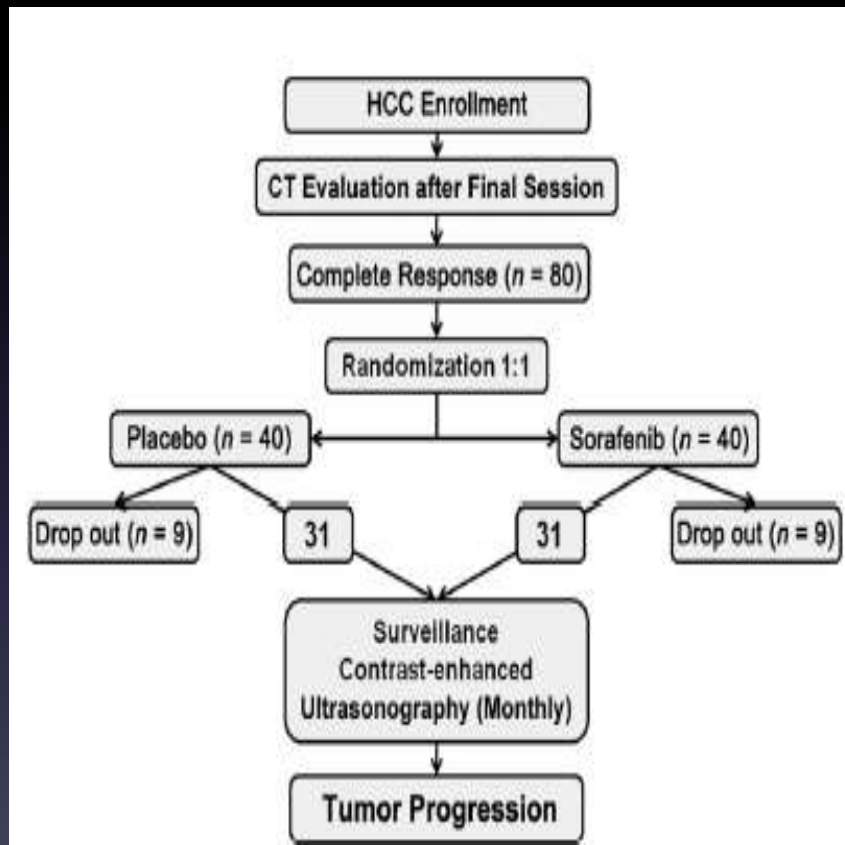 HCC Enrollment
CT Evaluation after Final Session
Complete Response (n = 80)
Randomization 1:1
Placebo (n = 40)
Sorafenib (n = 40)
Drop out (n = 9)
31
31
Drop out (n = 9)
Surveillance
Contrast-enhanced
Ultrasonography (Monthly)
Tumor Progression